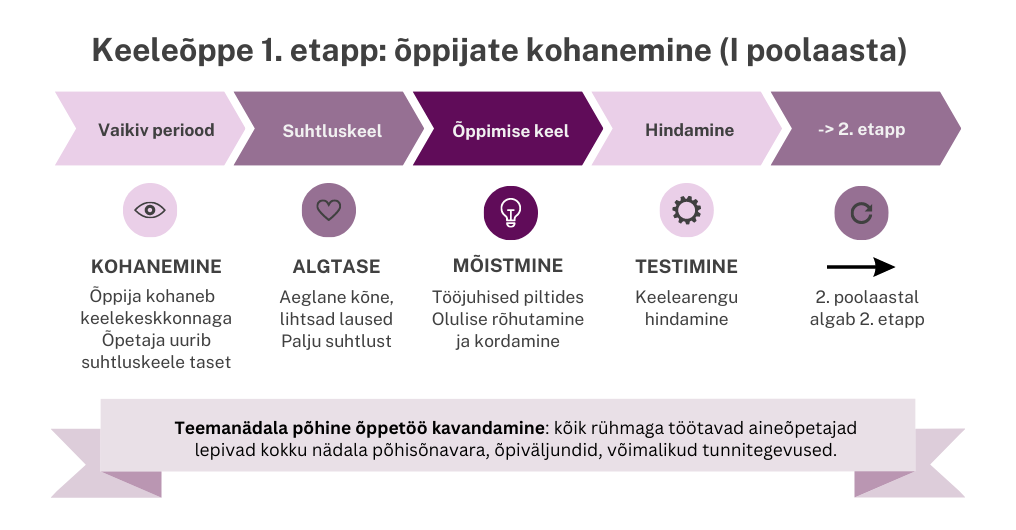 Keeleõppe 1. etapp: õppijate kohanemine (I poolaasta)
Vaikiv periood
Suhtluskeel
Õppimise keel
Hindamine
-> 2. etapp
KOHANEMINE
Õppija kohaneb
keelekeskkonnaga
Õpetaja uurib
suhtluskeele taset
ALGTASE
Aeglane kõne,
lihtsad laused
Palju suhtlust
MÕISTMINE
Tööjuhised piltides
Olulise rõhutamine
ja kordamine
TESTIMINE
Keelearengu
hindamine
2. poolaastal
algab 2. etapp
Teemanädala põhine õppetöö kavandamine: kõik rühmaga töötavad aineõpetajad
lepivad kokku nädala põhisõnavara, õpiväljundid, võimalikud tunnitegevused.